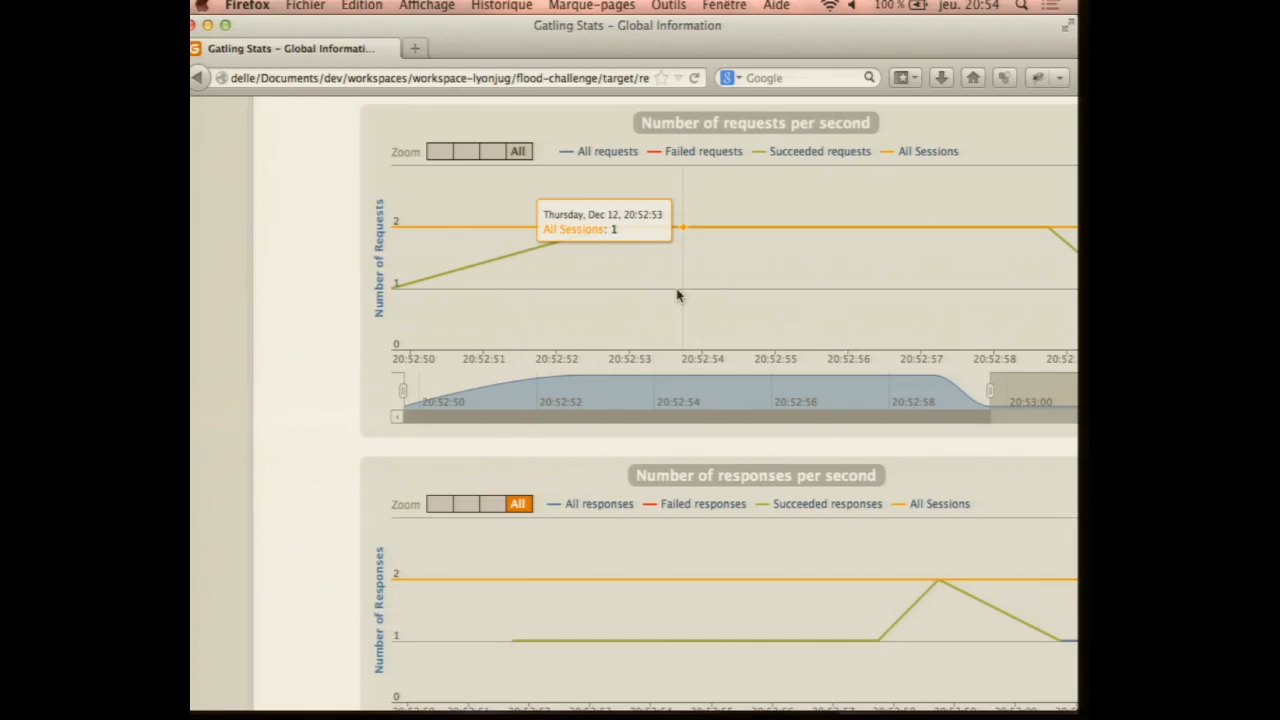 Firefox Fichier Edition Affichage Historique Marque-pages Outils Fenêtre Aide 100 % jeu. 20:54
Gatling Stats – Global Information
Gatling Stats – Global Informati...
delle/Documents/dev/workspaces/workspace-lyonjug/flood-challenge/target/re Google
Number of requests per second
Zoom All All requests Failed requests Succeeded requests All Sessions
Number of Requests
Thursday, Dec 12, 20:52:53
All Sessions: 1
2
1
0
20:52:50 20:52:51 20:52:52 20:52:53 20:52:54 20:52:55 20:52:56 20:52:57 20:52:58 20:52:
20:52:50 20:52:52 20:52:54 20:52:56 20:52:58 20:53:00
Number of responses per second
Zoom All All responses Failed responses Succeeded responses All Sessions
Number of Responses
2
1
0